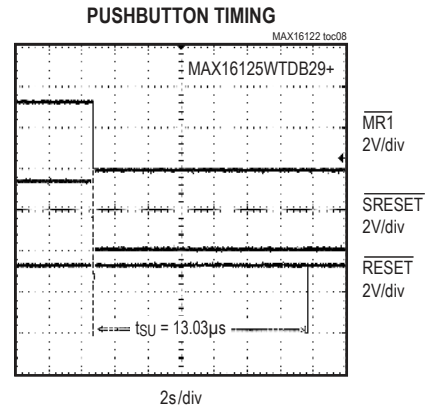 PUSHBUTTON TIMING
MAX16122 toc08
MAX16125WTDB29+
MR1
2V/div
SRESET
2V/div
RESET
2V/div
tSU = 13.03µs
2s/div